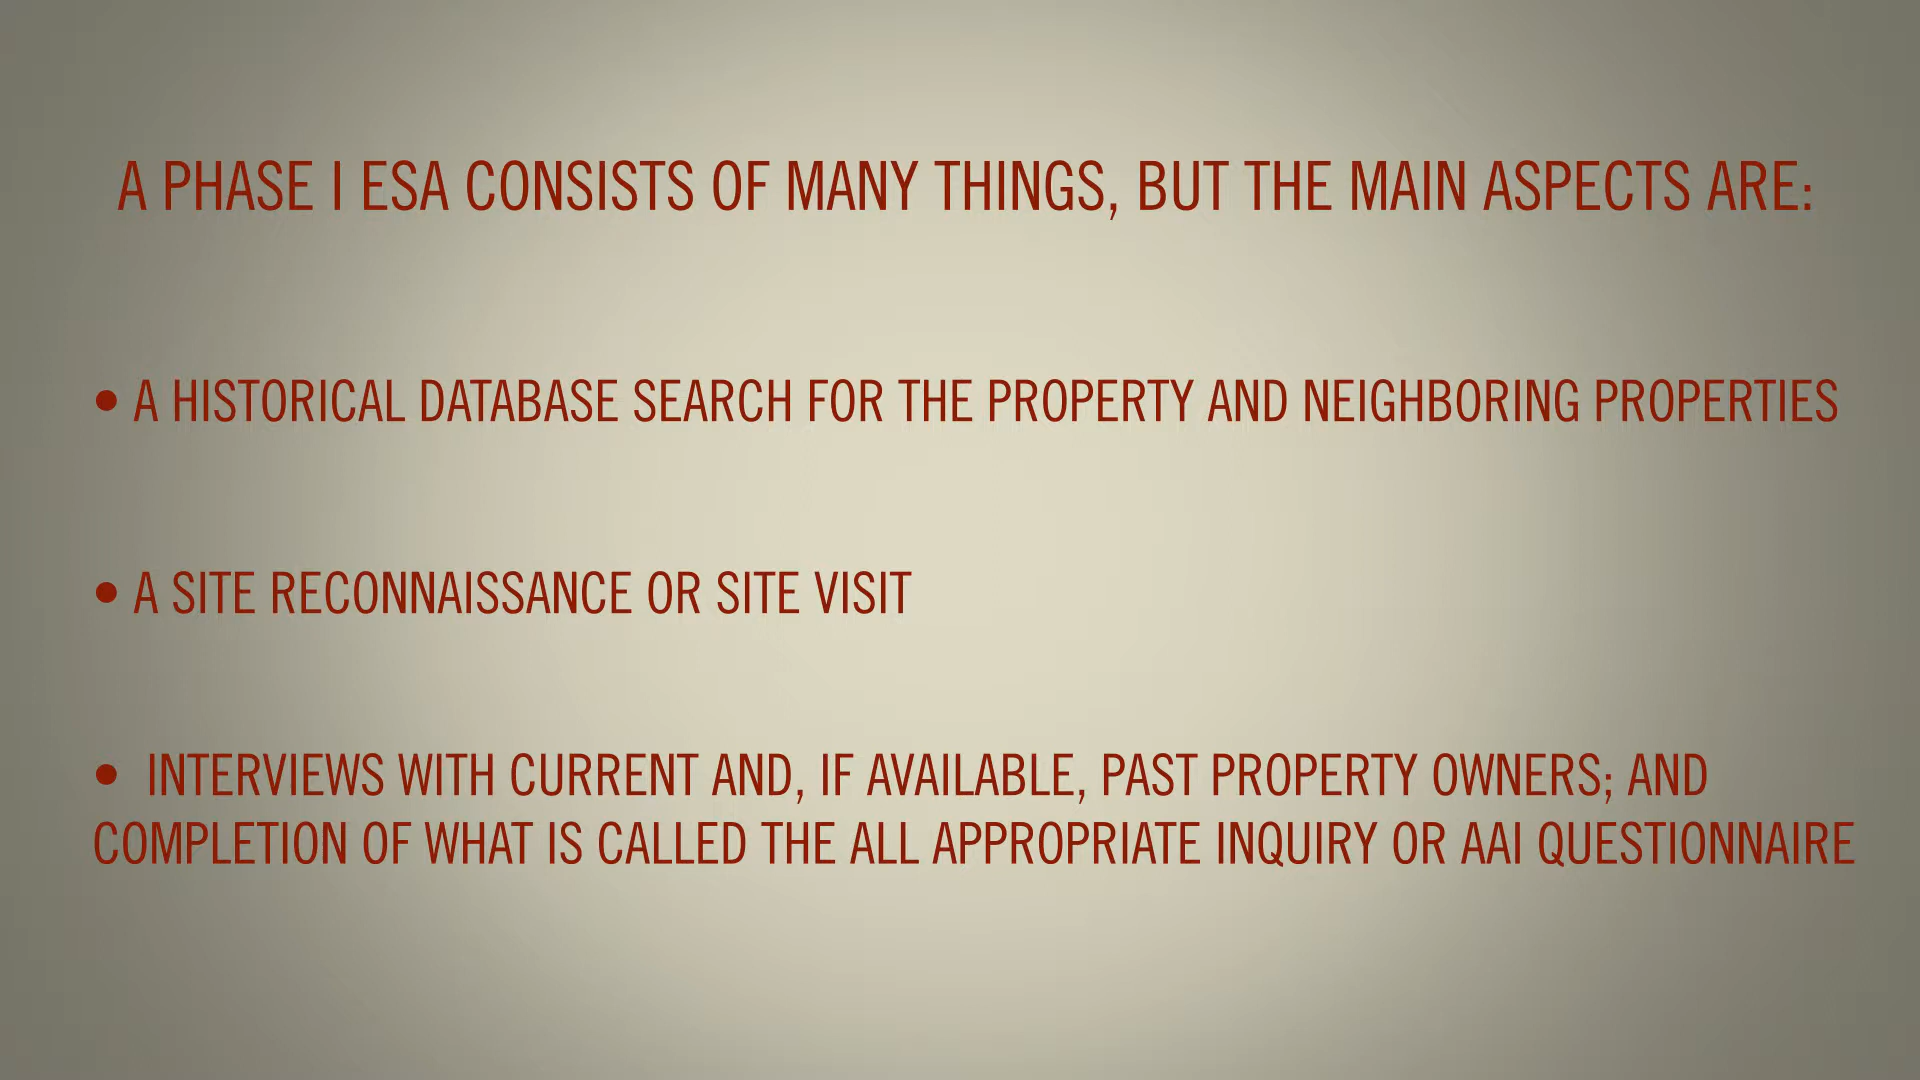 A PHASE I ESA CONSISTS OF MANY THINGS, BUT THE MAIN ASPECTS ARE:
• A HISTORICAL DATABASE SEARCH FOR THE PROPERTY AND NEIGHBORING PROPERTIES
• A SITE RECONNAISSANCE OR SITE VISIT
• INTERVIEWS WITH CURRENT AND, IF AVAILABLE, PAST PROPERTY OWNERS; AND
COMPLETION OF WHAT IS CALLED THE ALL APPROPRIATE INQUIRY OR AAI QUESTIONNAIRE